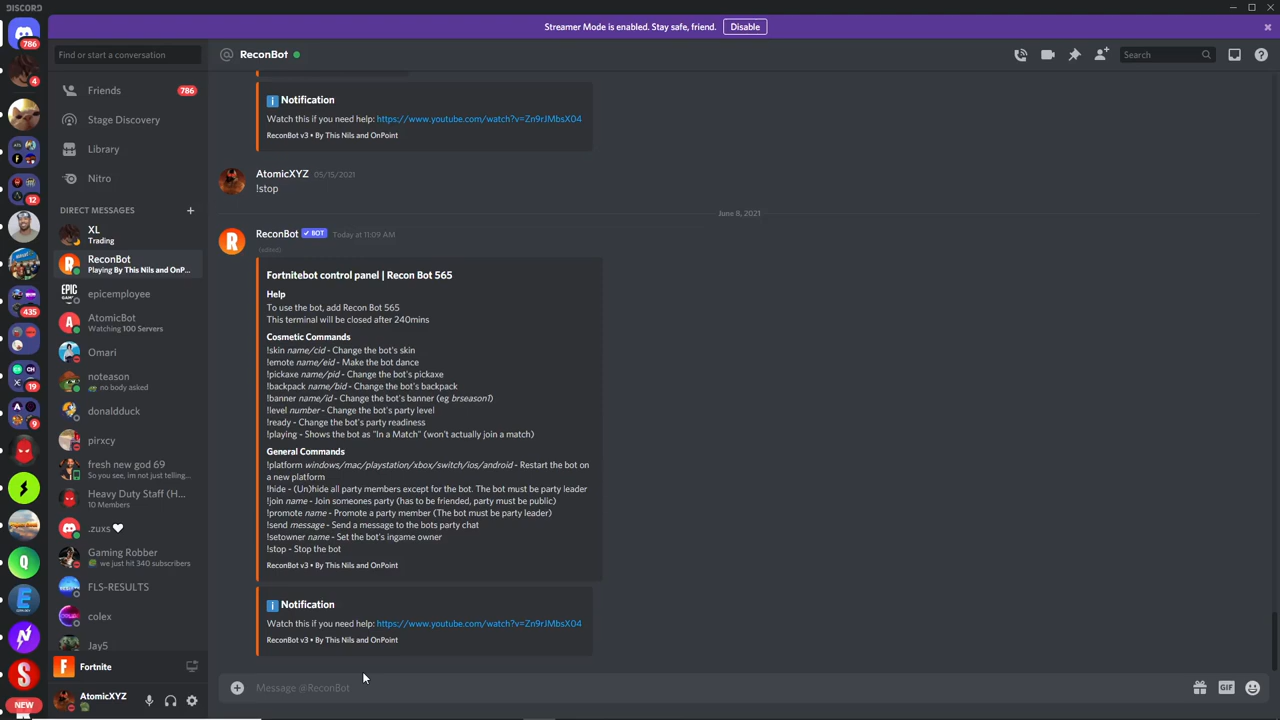 DISCORD
Streamer Mode is enabled. Stay safe, friend.
Disable
Find or start a conversation
ReconBot
Search
786
4
12
435
19
9
NEW
Friends
786
Stage Discovery
Library
Nitro
DIRECT MESSAGES
XL
Trading
ReconBot
Playing By This Nils and OnP...
epicemployee
AtomicBot
Watching 100 Servers
Omari
noteason
no body asked
donaldduck
pirxcy
fresh new god 69
So you see, im not just telling...
Heavy Duty Staff (H...
10 Members
.zuxs
Gaming Robber
we just hit 340 subscribers
FLS-RESULTS
colex
Jay5
Fortnite
AtomicXYZ
Notification
Watch this if you need help: https://www.youtube.com/watch?v=Zn9rJMbsX04
ReconBot v3 • By This Nils and OnPoint
AtomicXYZ 05/15/2021
!stop
June 8, 2021
ReconBot BOT Today at 11:09 AM
(edited)
Fortnitebot control panel | Recon Bot 565
Help
To use the bot, add Recon Bot 565
This terminal will be closed after 240mins
Cosmetic Commands
!skin name/cid - Change the bot's skin
!emote name/eid - Make the bot dance
!pickaxe name/pid - Change the bot's pickaxe
!backpack name/bid - Change the bot's backpack
!banner name/id - Change the bot's banner (eg brseason1)
!level number - Change the bot's party level
!ready - Change the bot's party readiness
!playing - Shows the bot as "In a Match" (won't actually join a match)
General Commands
!platform windows/mac/playstation/xbox/switch/ios/android - Restart the bot on
a new platform
!hide - (Un)hide all party members except for the bot. The bot must be party leader
!join name - Join someones party (has to be friended, party must be public)
!promote name - Promote a party member (The bot must be party leader)
!send message - Send a message to the bots party chat
!setowner name - Set the bot's ingame owner
!stop - Stop the bot
ReconBot v3 • By This Nils and OnPoint
Notification
Watch this if you need help: https://www.youtube.com/watch?v=Zn9rJMbsX04
ReconBot v3 • By This Nils and OnPoint
Message @ReconBot
GIF